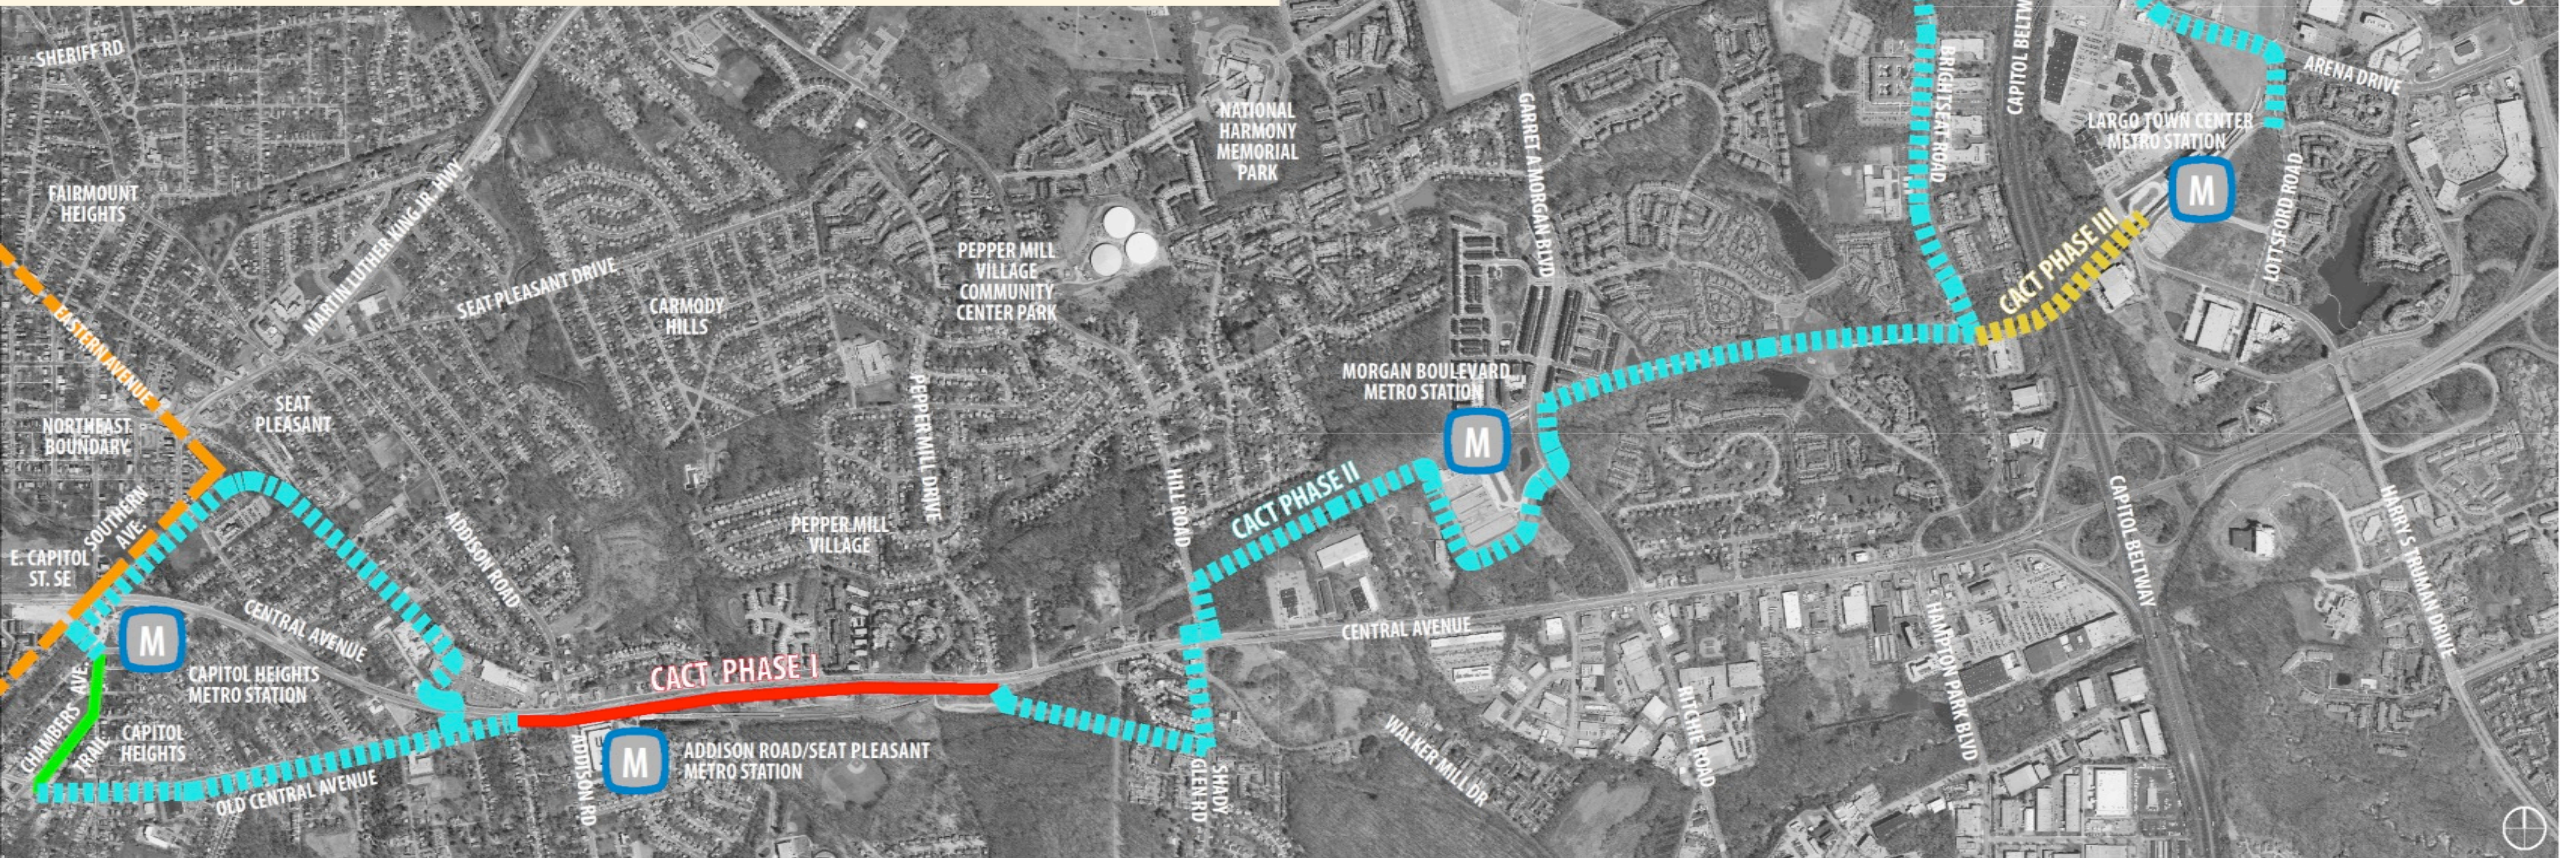 SHERIFF RD
FAIRMOUNT
HEIGHTS
MARTIN LUTHER KING JR. HWY
SEAT PLEASANT DRIVE
CARMODY
HILLS
EASTERN AVENUE
NORTHEAST
BOUNDARY
SEAT
PLEASANT
SOUTHERN
AVE.
E. CAPITOL
ST. SE
ADDISON ROAD
CENTRAL AVENUE
M
CAPITOL HEIGHTS
METRO STATION
CHAMBERS AVE.
TRAIL
CAPITOL
HEIGHTS
OLD CENTRAL AVENUE
CACT PHASE I
ADDISON RD
M
ADDISON ROAD/SEAT PLEASANT
METRO STATION
PEPPER MILL
VILLAGE
PEPPER MILL DRIVE
PEPPER MILL
VILLAGE
COMMUNITY
CENTER PARK
NATIONAL
HARMONY
MEMORIAL
PARK
HILL ROAD
SHADY
GLEN RD
CACT PHASE II
MORGAN BOULEVARD
METRO STATION
M
GARRET A MORGAN BLVD
CENTRAL AVENUE
WALKER MILL DR
RITCHIE ROAD
HAMPTON PARK BLVD
BRIGHTSEAT ROAD
CAPITOL BELTW
CACT PHASE III
LARGO TOWN CENTER
METRO STATION
M
ARENA DRIVE
LOTTSFORD ROAD
CAPITOL BELTWAY
HARRY S TRUMAN DRIVE